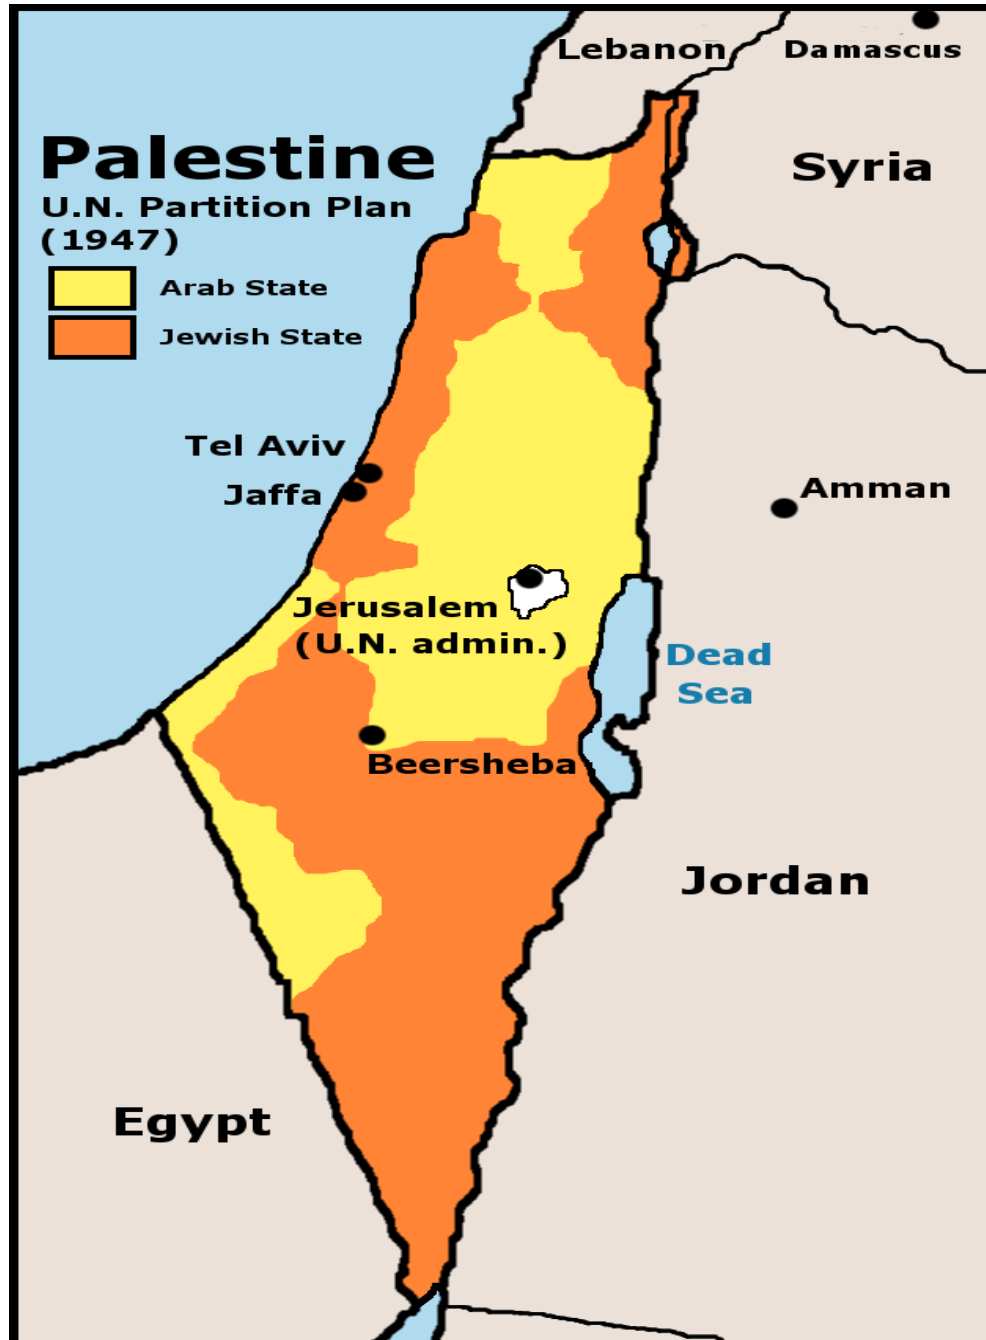 Lebanon
Damascus
Palestine
U.N. Partition Plan
(1947)
Syria
Arab State
Jewish State
Tel Aviv
Jaffa
Amman
Jerusalem
(U.N. admin.)
Dead
Sea
Beersheba
Jordan
Egypt